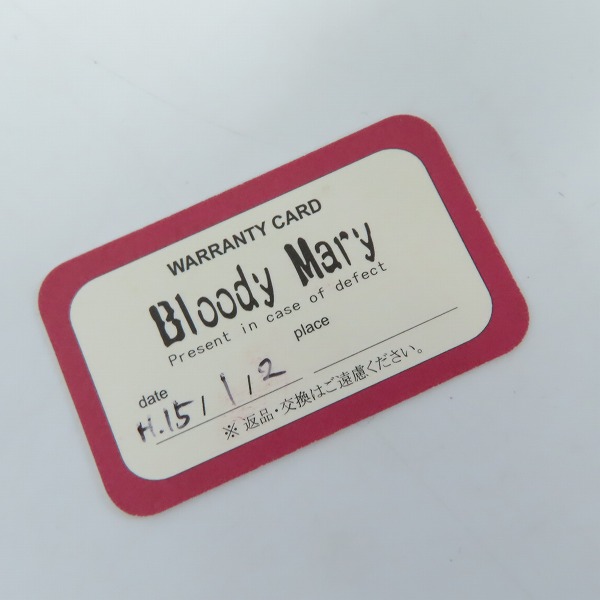 WARRANTY CARD
Bloody Mary
Present in case of defect
date H.15/1/2 place
※返品・交換はご遠慮ください。